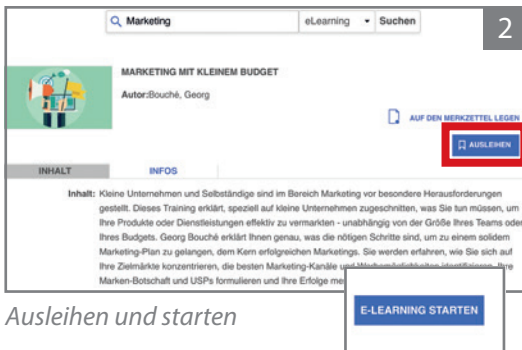 Marketing eLearning Suchen
2
MARKETING MIT KLEINEM BUDGET
Autor:Bouché, Georg
AUF DEN MERKZETTEL LEGEN
AUSLEIHEN
INHALT INFOS
Inhalt: Kleine Unternehmen und Selbständige sind im Bereich Marketing vor besondere Herausforderungen
gestellt. Dieses Training erklärt, speziell auf kleine Unternehmen zugeschnitten, was Sie tun müssen, um
Ihre Produkte oder Dienstleistungen effektiv zu vermarkten - unabhängig von der Größe Ihres Teams oder
Ihres Budgets. Georg Bouché erklärt Ihnen genau, was die nötigen Schritte sind, um zu einem solidem
Marketing-Plan zu gelangen, dem Kern erfolgreichen Marketings. Sie werden erfahren, wie Sie sich auf
Ihre Zielmärkte konzentrieren, die besten Marketing-Kanäle und
Marken-Botschaft und USPs formulieren und Ihre Erfolge
E-LEARNING STARTEN
Ausleihen und starten